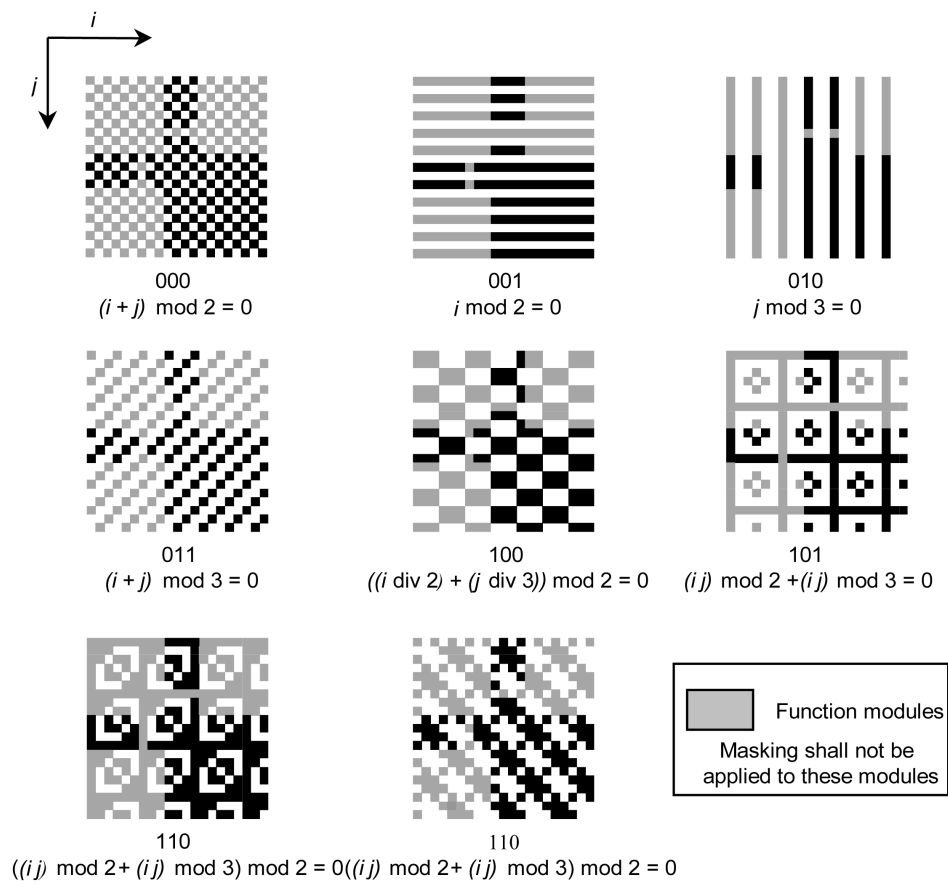 i
j
000
(i + j) mod 2 = 0
001
i mod 2 = 0
010
j mod 3 = 0
011
(i + j) mod 3 = 0
100
((i div 2) + (j div 3)) mod 2 = 0
101
(i j) mod 2 +(i j) mod 3 = 0
110
((i j) mod 2+ (i j) mod 3) mod 2 = 0
110
((i j) mod 2+ (i j) mod 3) mod 2 = 0
Function modules
Masking shall not be
applied to these modules